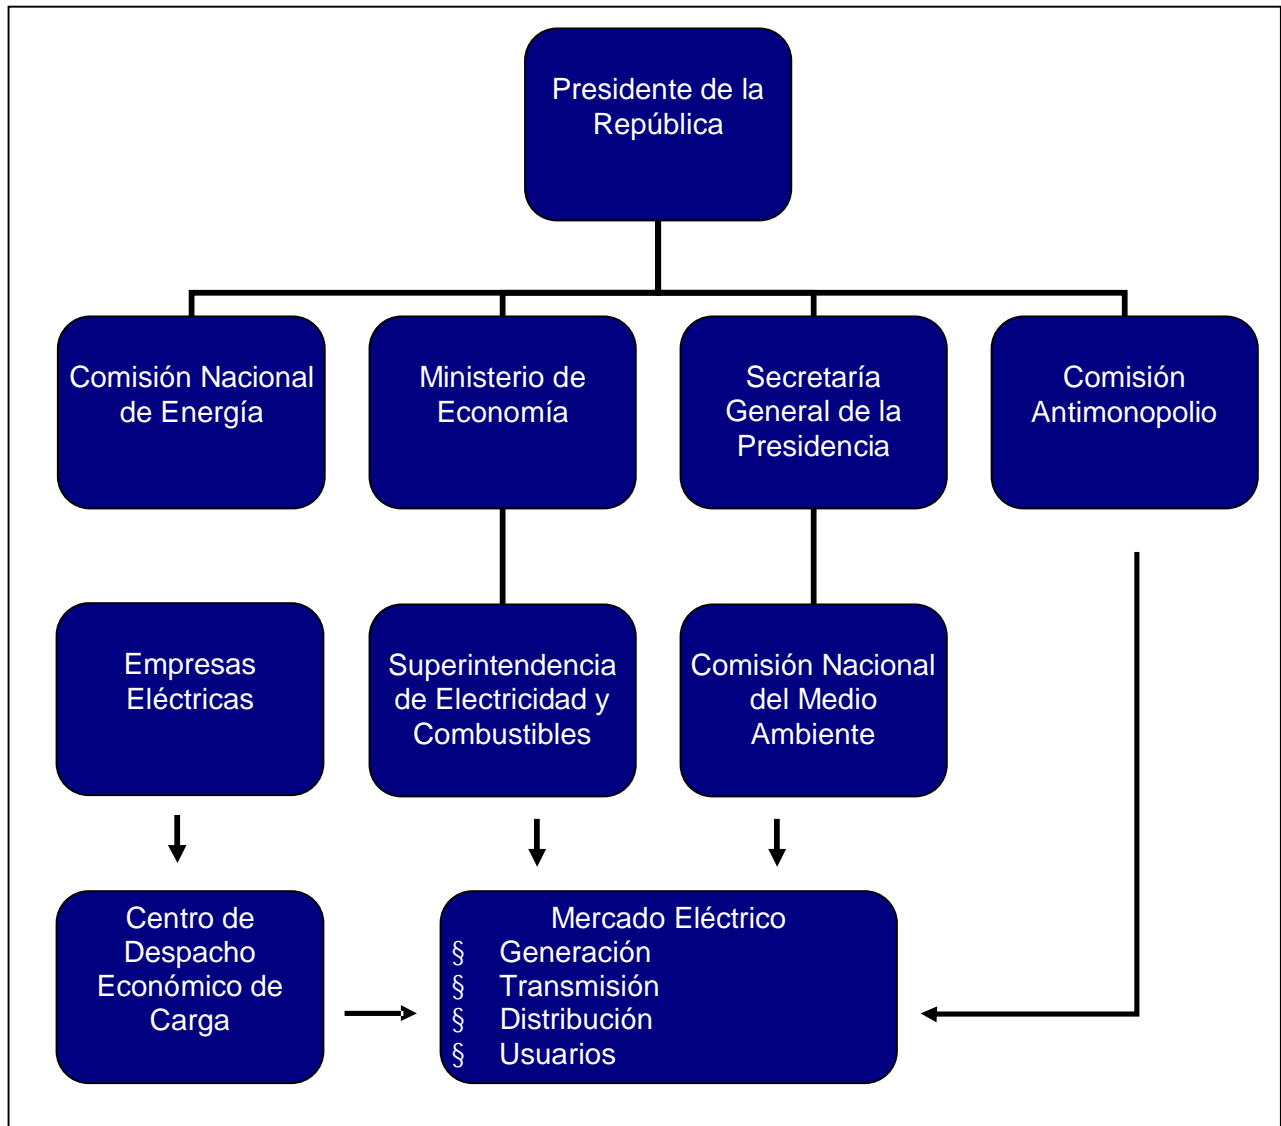 Presidente de la
República
Comisión Nacional
de Energía
Ministerio de
Economía
Secretaría
General de la
Presidencia
Comisión
Antimonopolio
Empresas
Eléctricas
Superintendencia
de Electricidad y
Combustibles
Comisión Nacional
del Medio
Ambiente
Centro de
Despacho
Económico de
Carga
Mercado Eléctrico
§ Generación
§ Transmisión
§ Distribución
§ Usuarios